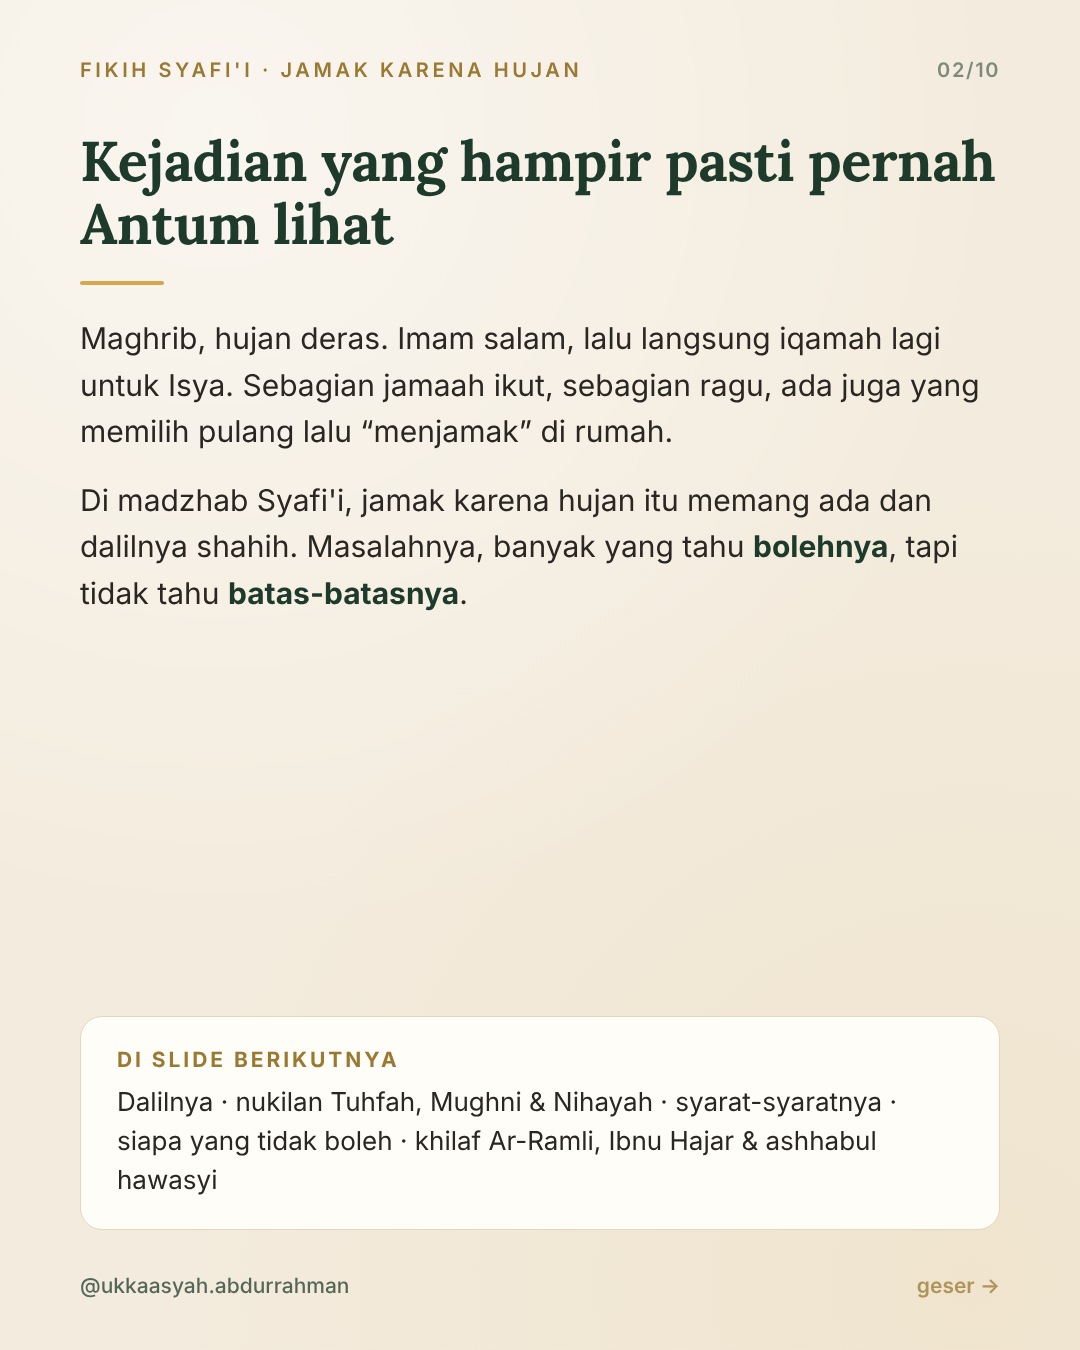 FIKIH SYAFI'I · JAMAK KARENA HUJAN
02/10
Kejadian yang hampir pasti pernah
Antum lihat
Maghrib, hujan deras. Imam salam, lalu langsung iqamah lagi
untuk Isya. Sebagian jamaah ikut, sebagian ragu, ada juga yang
memilih pulang lalu “menjamak” di rumah.
Di madzhab Syafi'i, jamak karena hujan itu memang ada dan
dalilnya shahih. Masalahnya, banyak yang tahu bolehnya, tapi
tidak tahu batas-batasnya.
DI SLIDE BERIKUTNYA
Dalilnya · nukilan Tuhfah, Mughni & Nihayah · syarat-syaratnya ·
siapa yang tidak boleh · khilaf Ar-Ramli, Ibnu Hajar & ashhabul
hawasyi
@ukkaasyah.abdurrahman
geser →